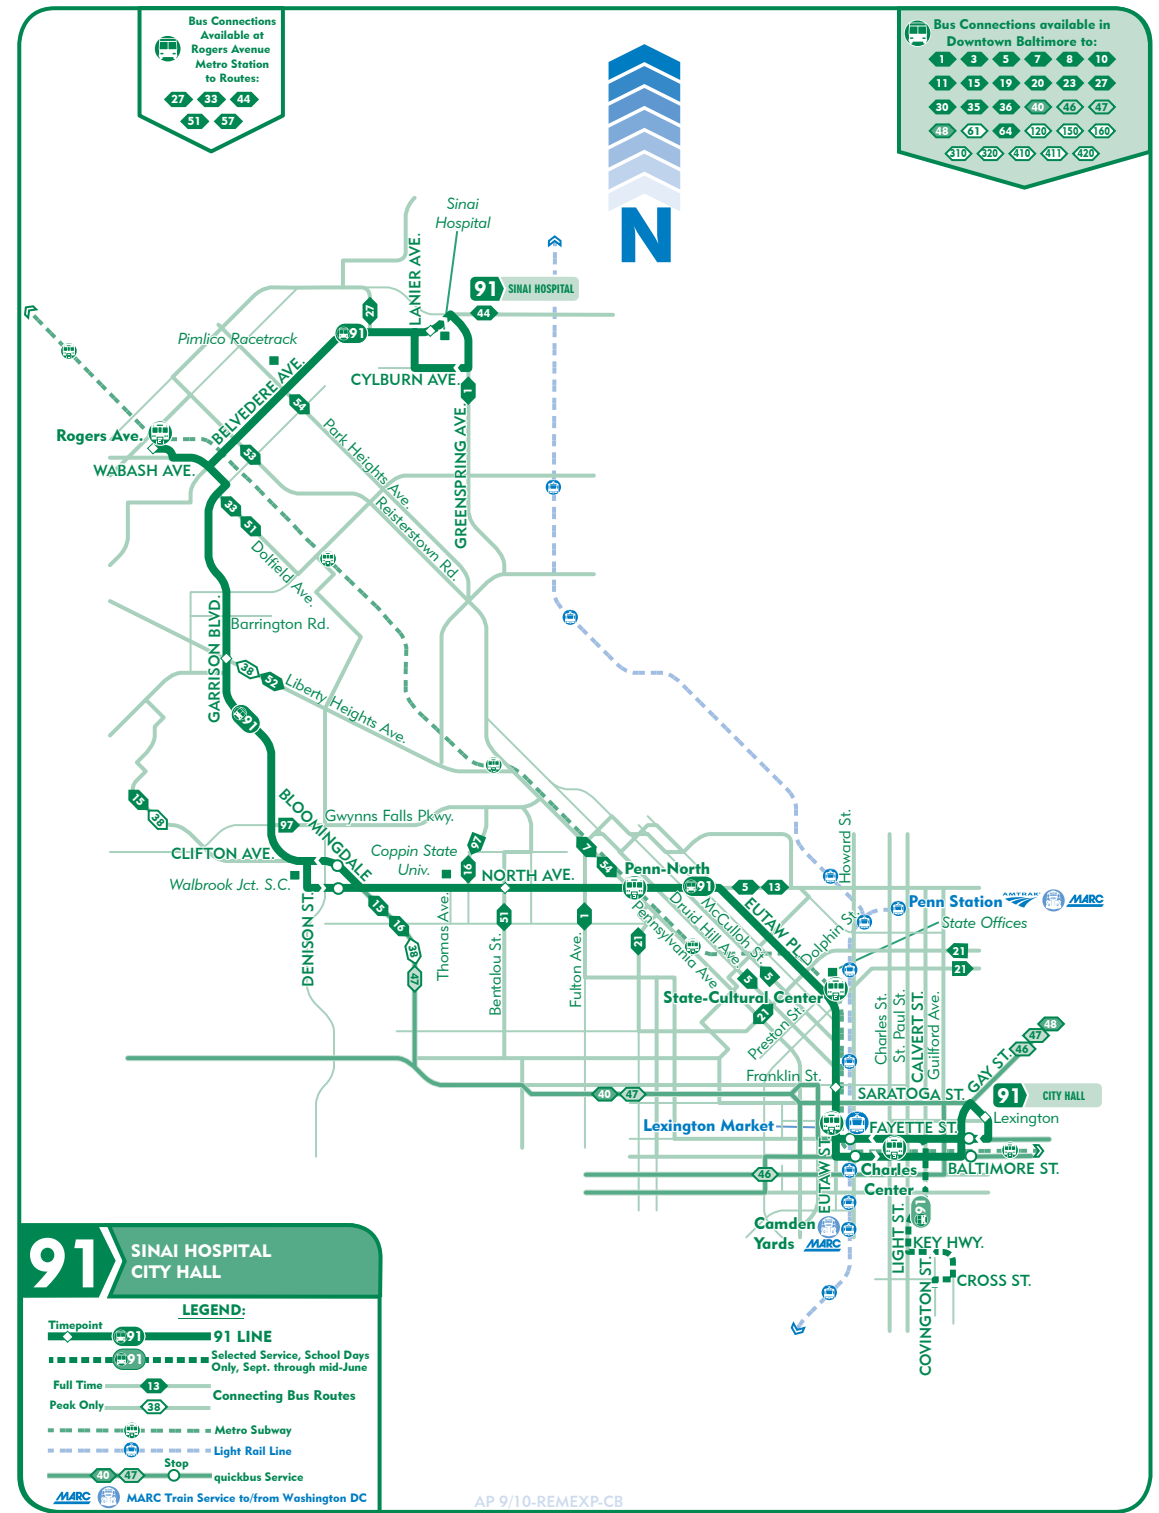 Bus Connections
Available at
Rogers Avenue
Metro Station
to Routes:
27 33 44
51 57
Bus Connections available in
Downtown Baltimore to:
1 3 5 7 8 10
11 15 19 20 23 27
30 35 36 40 46 47
48 61 64 120 150 160
310 320 410 411 420
N
Sinai
Hospital
LANIER AVE.
91 SINAI HOSPITAL
44
27
91
Pimlico Racetrack
CYLBURN AVE.
1
BELVEDERE AVE.
54
Rogers Ave.
WABASH AVE.
53
Park Heights Ave.
Reisterstown Rd.
GREENSPRING AVE.
33
51
Dolfield Ave.
Barrington Rd.
GARRISON BLVD.
38
52
Liberty Heights Ave.
91
15
38
BLOOMINGDALE
Gwynns Falls Pkwy.
97
CLIFTON AVE.
Coppin State
Univ.
97
16
Walbrook Jct. S.C.
NORTH AVE.
7
54
Penn-North
91
5 13
Howard St.
Penn Station
AMTRAK
MARC
State Offices
DENISON ST.
15
16
38
47
Thomas Ave.
51
Bentalou St.
1
Fulton Ave.
21
Pennsylvania Ave
Druid Hill Ave.
McCulloh St.
EUTAW PL.
Dolphin St.
21
21
5
5
State-Cultural Center
21
Preston St.
Charles St.
St. Paul St.
CALVERT ST.
Guilford Ave.
48
47
46
GAY ST.
Franklin St.
40 47
SARATOGA ST.
91 CITY HALL
Lexington
Lexington Market
FAYETTE ST.
BALTIMORE ST.
Charles
Center
46
EUTAW ST.
91
LIGHT ST.
Camden
Yards
MARC
KEY HWY.
CROSS ST.
COVINGTON ST.
91
SINAI HOSPITAL
CITY HALL
LEGEND:
Timepoint
91 91 LINE
91 Selected Service, School Days
Only, Sept. through mid-June
Full Time 13
Connecting Bus Routes
Peak Only 38
Metro Subway
Light Rail Line
Stop
40 47 quickbus Service
MARC MARC Train Service to/from Washington DC
AP 9/10-REMEXP-CB